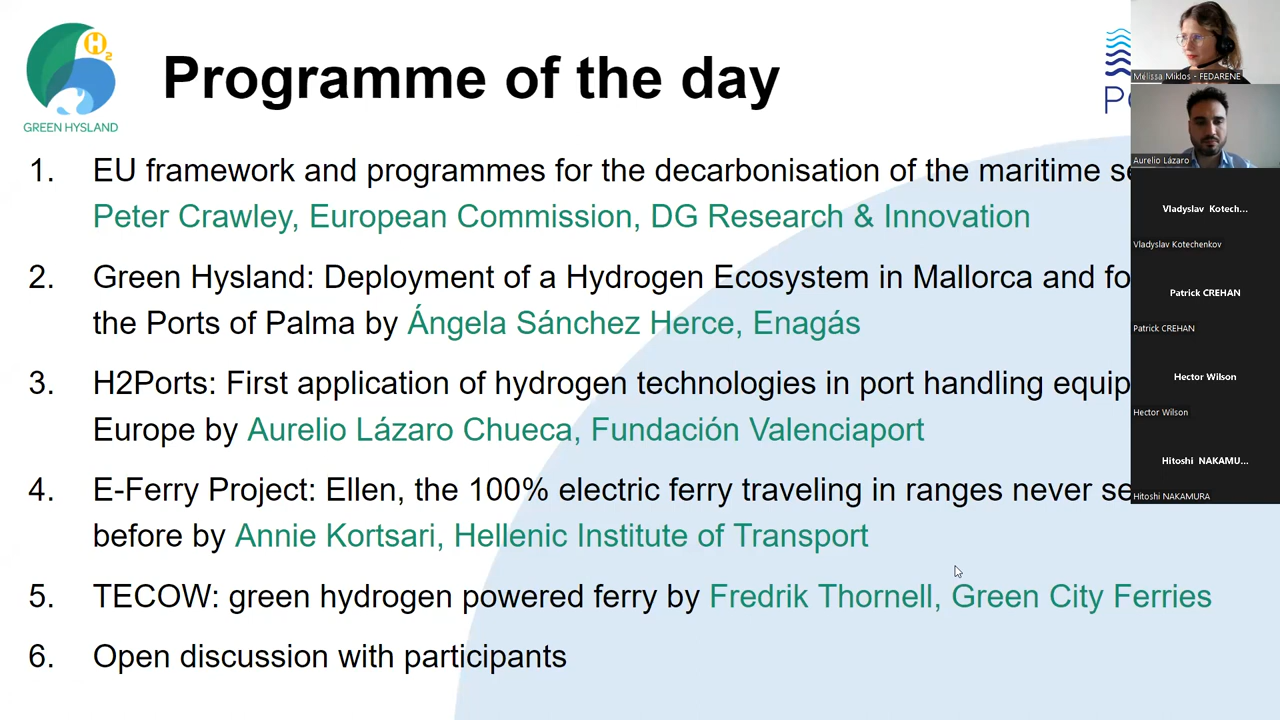 H2
GREEN HYSLAND
Programme of the day
1. EU framework and programmes for the decarbonisation of the maritime
Peter Crawley, European Commission, DG Research & Innovation
2. Green Hysland: Deployment of a Hydrogen Ecosystem in Mallorca and
the Ports of Palma by Ángela Sánchez Herce, Enagás
3. H2Ports: First application of hydrogen technologies in port handling
Europe by Aurelio Lázaro Chueca, Fundación Valenciaport
4. E-Ferry Project: Ellen, the 100% electric ferry traveling in ranges never
before by Annie Kortsari, Hellenic Institute of Transport
5. TECOW: green hydrogen powered ferry by Fredrik Thornell, Green City Ferries
6. Open discussion with participants
Mélissa Miklos - FEDARENE
Aurelio Lázaro
Vladyslav Kotech...
Vladyslav Kotechenkov
Patrick CREHAN
Patrick CREHAN
Hector Wilson
Hector Wilson
Hitoshi NAKAMU...
Hitoshi NAKAMURA